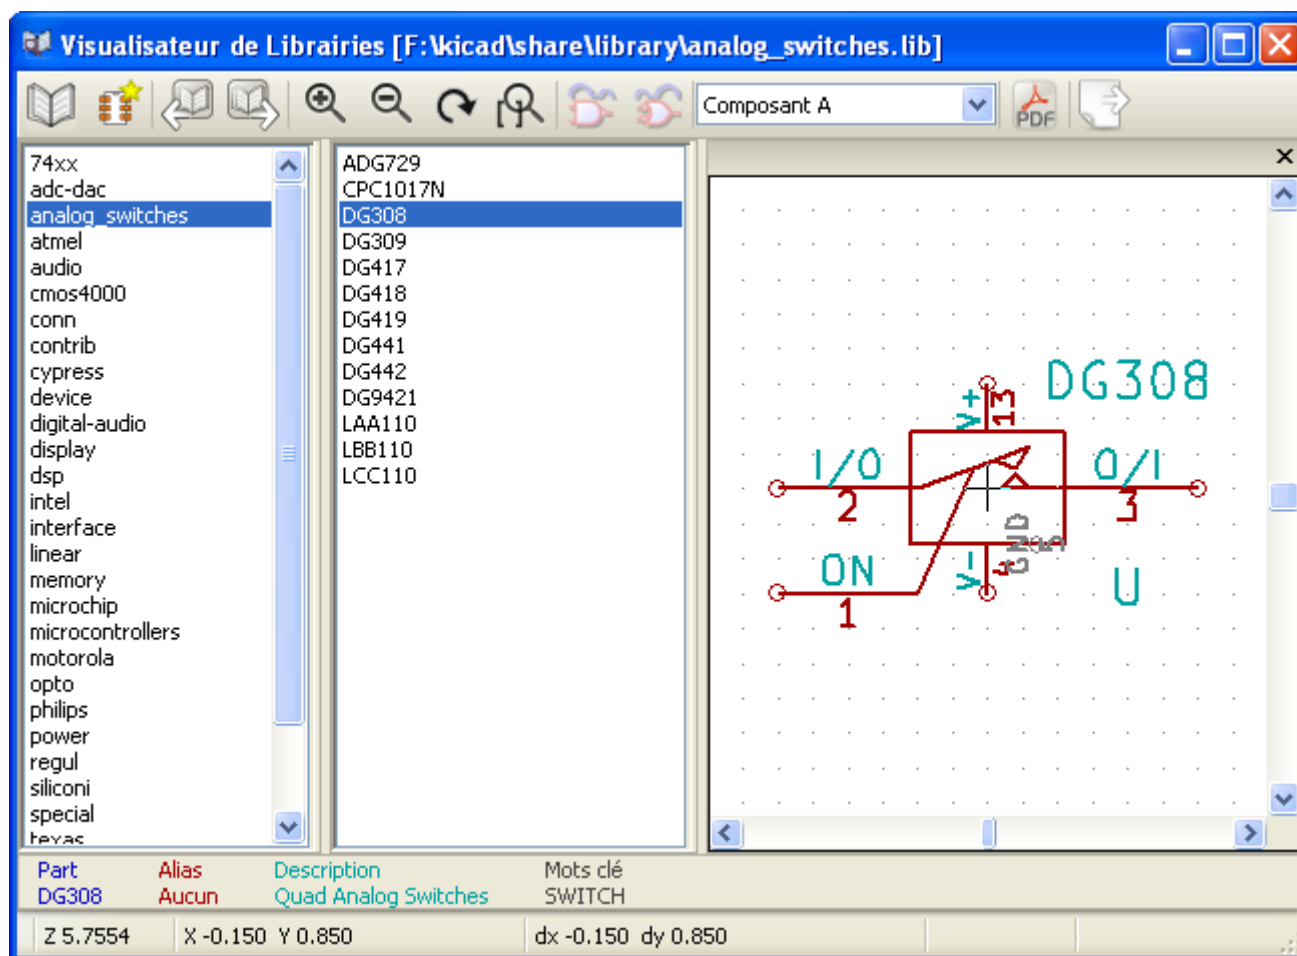 Visualisateur de Librairies [F:\kicad\share\library\analog_switches.lib]
Composant A
PDF
74xx
adc-dac
analog_switches
atmel
audio
cmos4000
conn
contrib
cypress
device
digital-audio
display
dsp
intel
interface
linear
memory
microchip
microcontrollers
motorola
opto
philips
power
regul
siliconi
special
texas
ADG729
CPC1017N
DG308
DG309
DG417
DG418
DG419
DG441
DG442
DG9421
LAA110
LBB110
LCC110
DG308
V+
13
I/O
2
O/I
3
GND
ON
1
V-
U
Part Alias Description Mots clé
DG308 Aucun Quad Analog Switches SWITCH
Z 5.7554 X -0.150 Y 0.850 dx -0.150 dy 0.850